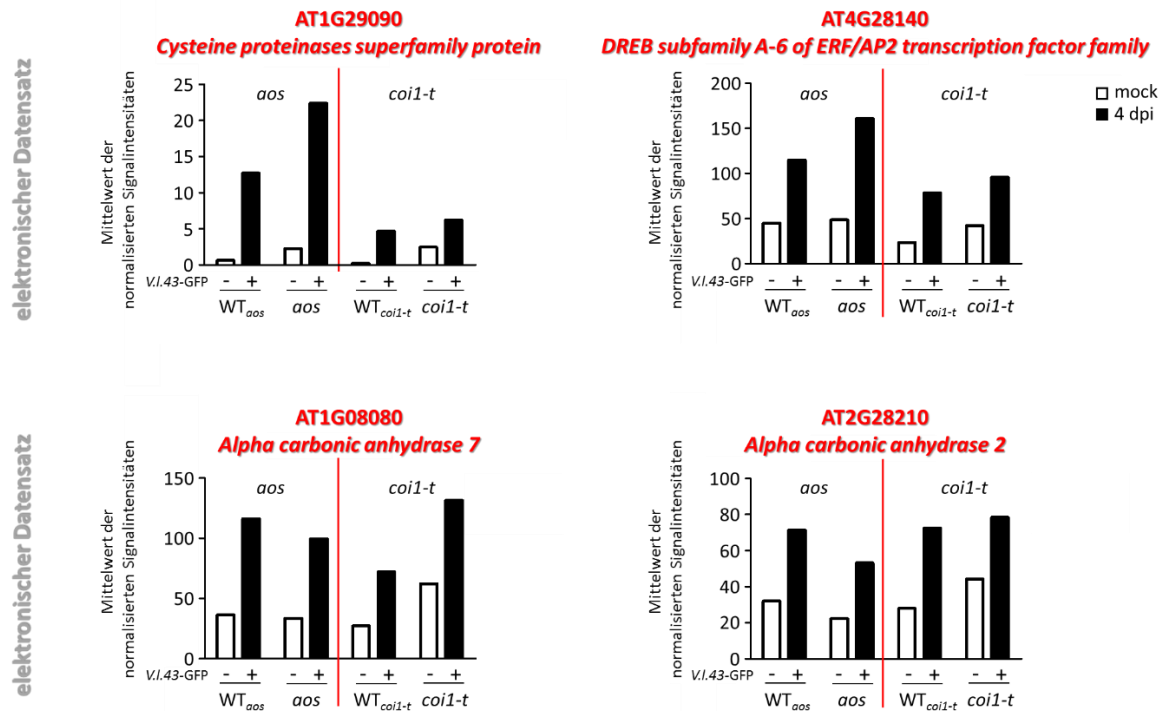 elektronischer Datensatz
AT1G29090
Cysteine proteinases superfamily protein
Mittelwert der
normalisierten Signalintensitäten
25
20
15
10
5
0
aos
coi1-t
V.l.43-GFP - + - + - + - +
WTaos aos WTcoi1-t coi1-t
AT4G28140
DREB subfamily A-6 of ERF/AP2 transcription factor family
Mittelwert der
normalisierten Signalintensitäten
200
150
100
50
0
aos
coi1-t
mock
4 dpi
V.l.43-GFP - + - + - + - +
WTaos aos WTcoi1-t coi1-t
elektronischer Datensatz
AT1G08080
Alpha carbonic anhydrase 7
Mittelwert der
normalisierten Signalintensitäten
150
100
50
0
aos
coi1-t
V.l.43-GFP - + - + - + - +
WTaos aos WTcoi1-t coi1-t
AT2G28210
Alpha carbonic anhydrase 2
Mittelwert der
normalisierten Signalintensitäten
100
80
60
40
20
0
aos
coi1-t
V.l.43-GFP - + - + - + - +
WTaos aos WTcoi1-t coi1-t